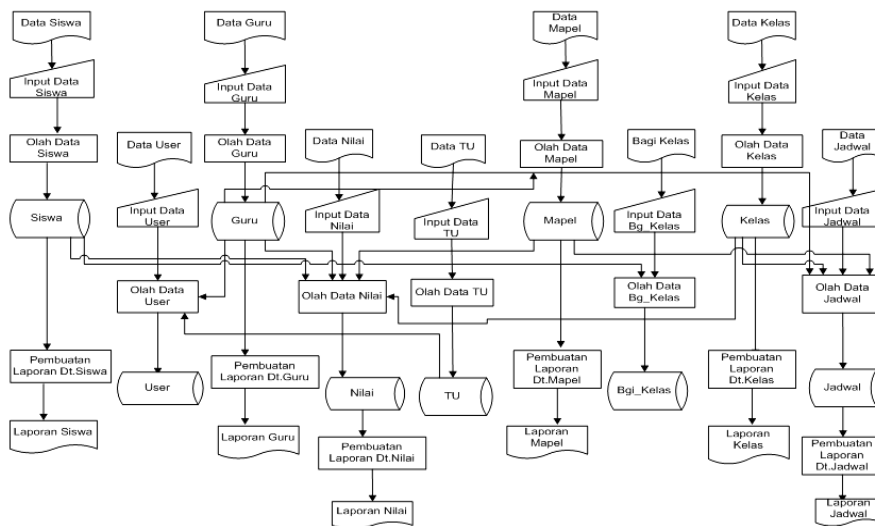 Data Siswa
Data Guru
Data
Mapel
Data Kelas
Input Data
Siswa
Input Data
Guru
Input Data
Mapel
Input Data
Kelas
Olah Data
Siswa
Data User
Olah Data
Guru
Data Nilai
Data TU
Olah Data
Mapel
Bagi Kelas
Olah Data
Kelas
Data
Jadwal
Siswa
Input Data
User
Guru
Input Data
Nilai
Input Data
TU
Mapel
Input Data
Bg_Kelas
Kelas
Input Data
Jadwal
Olah Data
User
Olah Data Nilai
Olah Data TU
Olah Data
Bg_Kelas
Olah Data
Jadwal
Pembuatan
Laporan Dt.Siswa
User
Pembuatan
Laporan Dt.Guru
Nilai
TU
Pembuatan
Laporan
Dt.Mapel
Bgi_Kelas
Pembuatan
Laporan
Dt.Kelas
Jadwal
Laporan Siswa
Laporan Guru
Pembuatan
Laporan Dt.Nilai
Laporan
Mapel
Laporan
Kelas
Pembuatan
Laporan
Dt.Jadwal
Laporan Nilai
Laporan
Jadwal